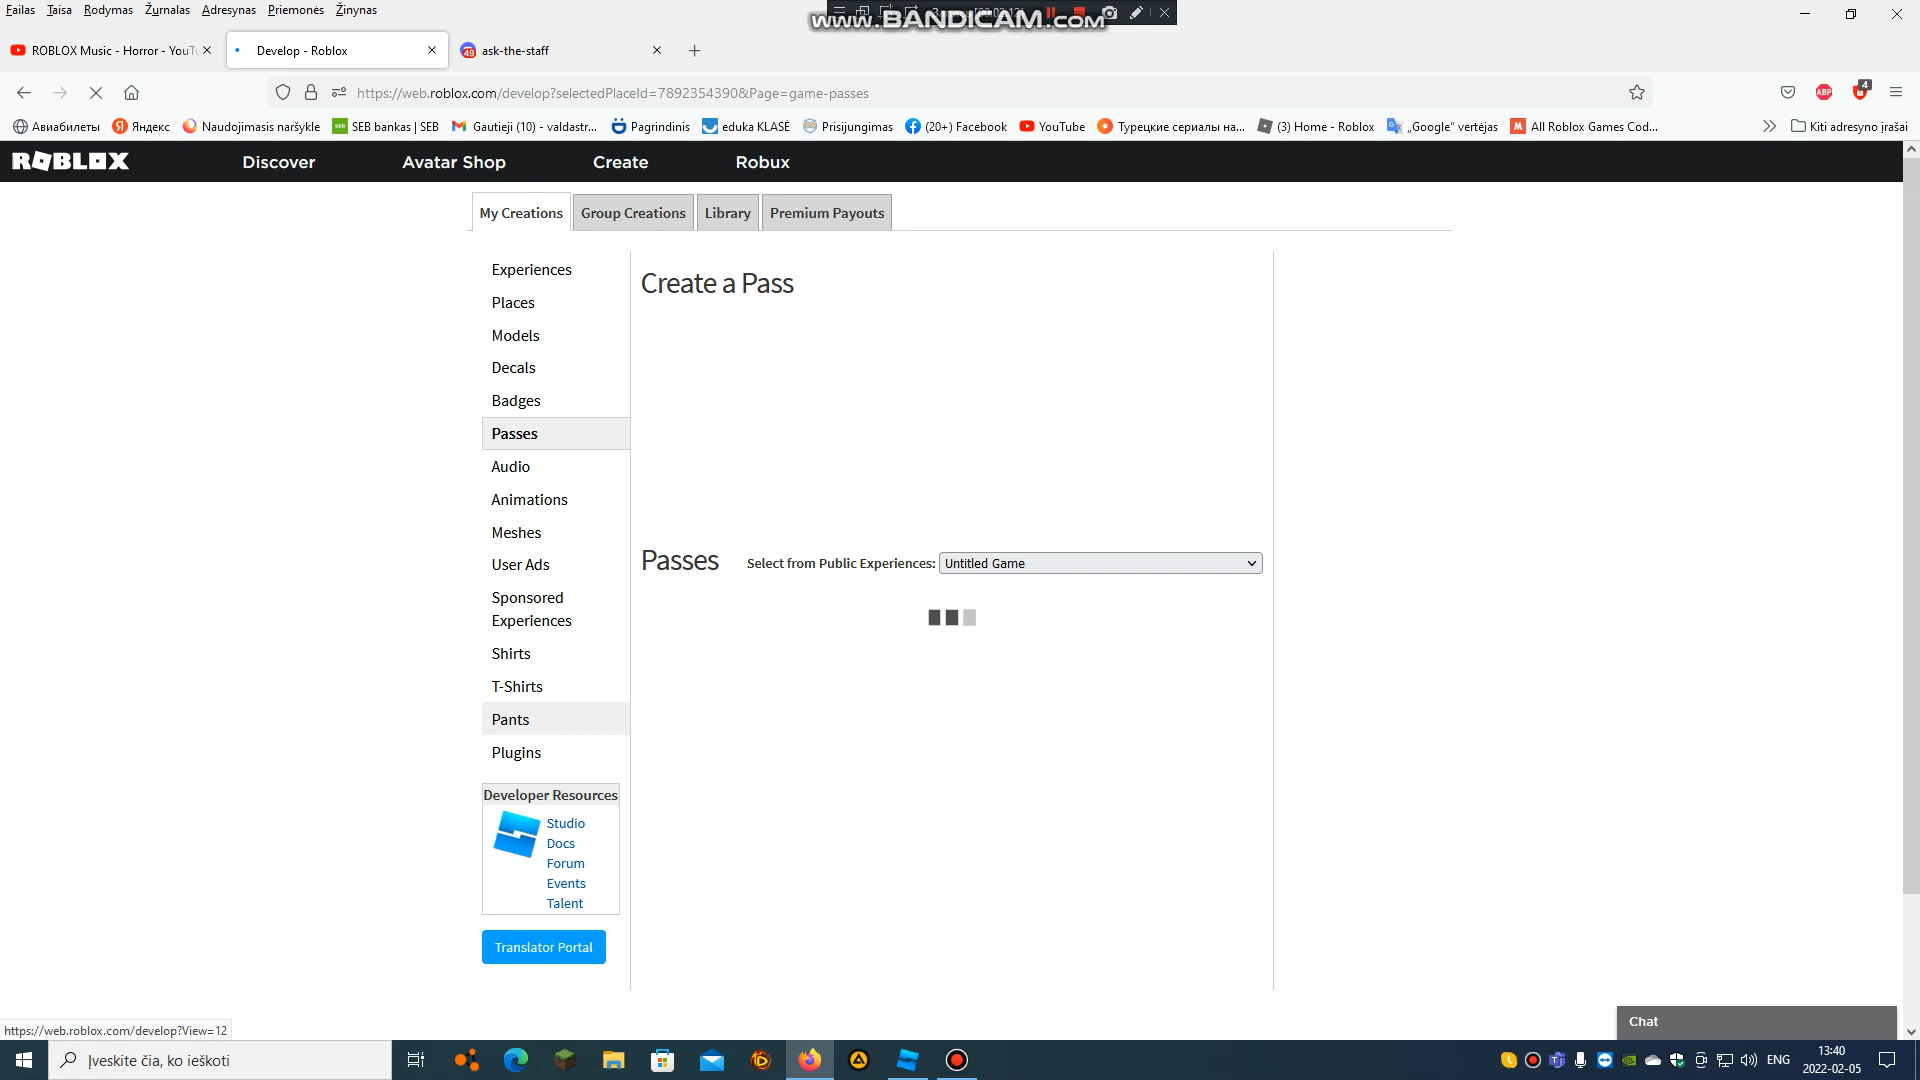 Failas Taisa Rodymas Žurnalas Adresynas Priemonės Žinynas
www.BANDICAM.com
ROBLOX Music - Horror - YouTu
Develop - Roblox
49 ask-the-staff
https://web.roblox.com/develop?selectedPlaceId=7892354390&Page=game-passes
ABP 4
Авиабилеты Яндекс Naudojimasis naršykle SEB SEB bankas | SEB Gautieji (10) - valdastr... Pagrindinis eduka KLASĖ Prisijungimas (20+) Facebook YouTube Турецкие сериалы на... (3) Home - Roblox „Google“ vertėjas M All Roblox Games Cod... Kiti adresyno įrašai
ROBLOX Discover Avatar Shop Create Robux
My Creations Group Creations Library Premium Payouts
Experiences
Places
Models
Decals
Badges
Passes
Audio
Animations
Meshes
User Ads
Sponsored
Experiences
Shirts
T-Shirts
Pants
Plugins
Create a Pass
Passes Select from Public Experiences: Untitled Game
Developer Resources
Studio
Docs
Forum
Events
Talent
Translator Portal
https://web.roblox.com/develop?View=12
Chat
Įveskite čia, ko ieškoti
ENG
13:40
2022-02-05